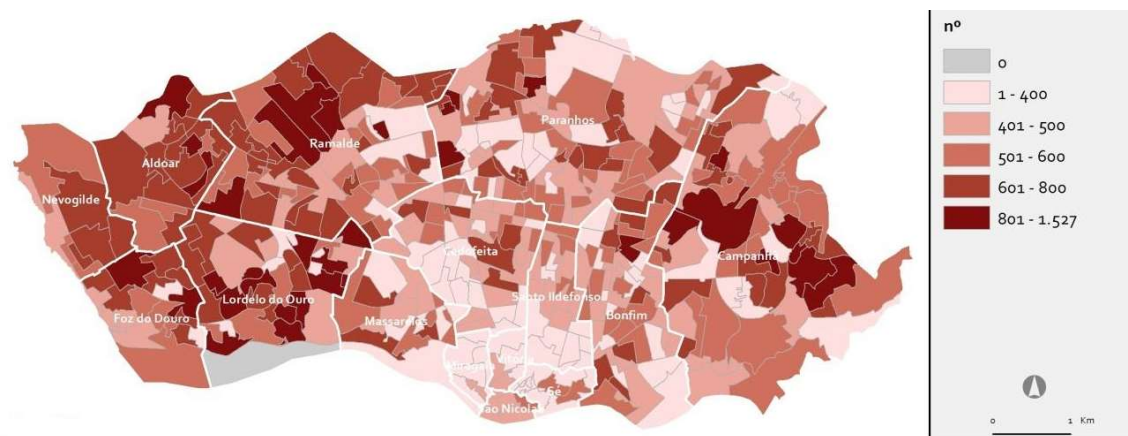 nº
0
1 - 400
401 - 500
501 - 600
601 - 800
801 - 1.527
0 1 Km
Paranhos
Ramalde
Aldoar
Nevogilde
Cedofeita
Campanhã
Santo Ildefonso
Lordelo do Ouro
Foz do Douro
Massarelos
Bonfim
Vitória
Miragaia
Sé
São Nicolau